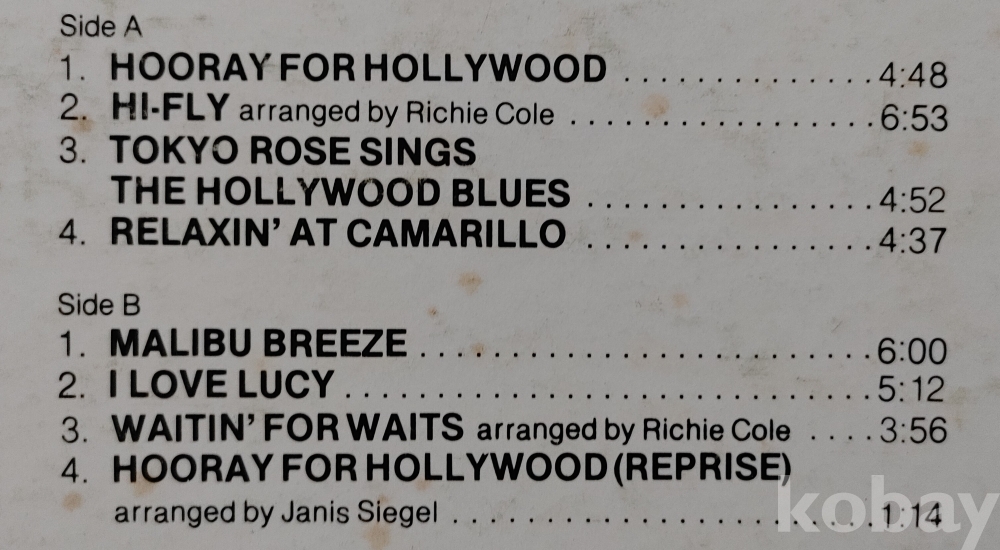 Side A
1. HOORAY FOR HOLLYWOOD ............... 4:48
2. HI-FLY arranged by Richie Cole .................. 6:53
3. TOKYO ROSE SINGS
THE HOLLYWOOD BLUES ................. 4:52
4. RELAXIN' AT CAMARILLO ................. 4:37
Side B
1. MALIBU BREEZE ........................... 6:00
2. I LOVE LUCY ............................... 5:12
3. WAITIN' FOR WAITS arranged by Richie Cole .... 3:56
4. HOORAY FOR HOLLYWOOD (REPRISE)
arranged by Janis Siegel ......................... 1:14
kobay